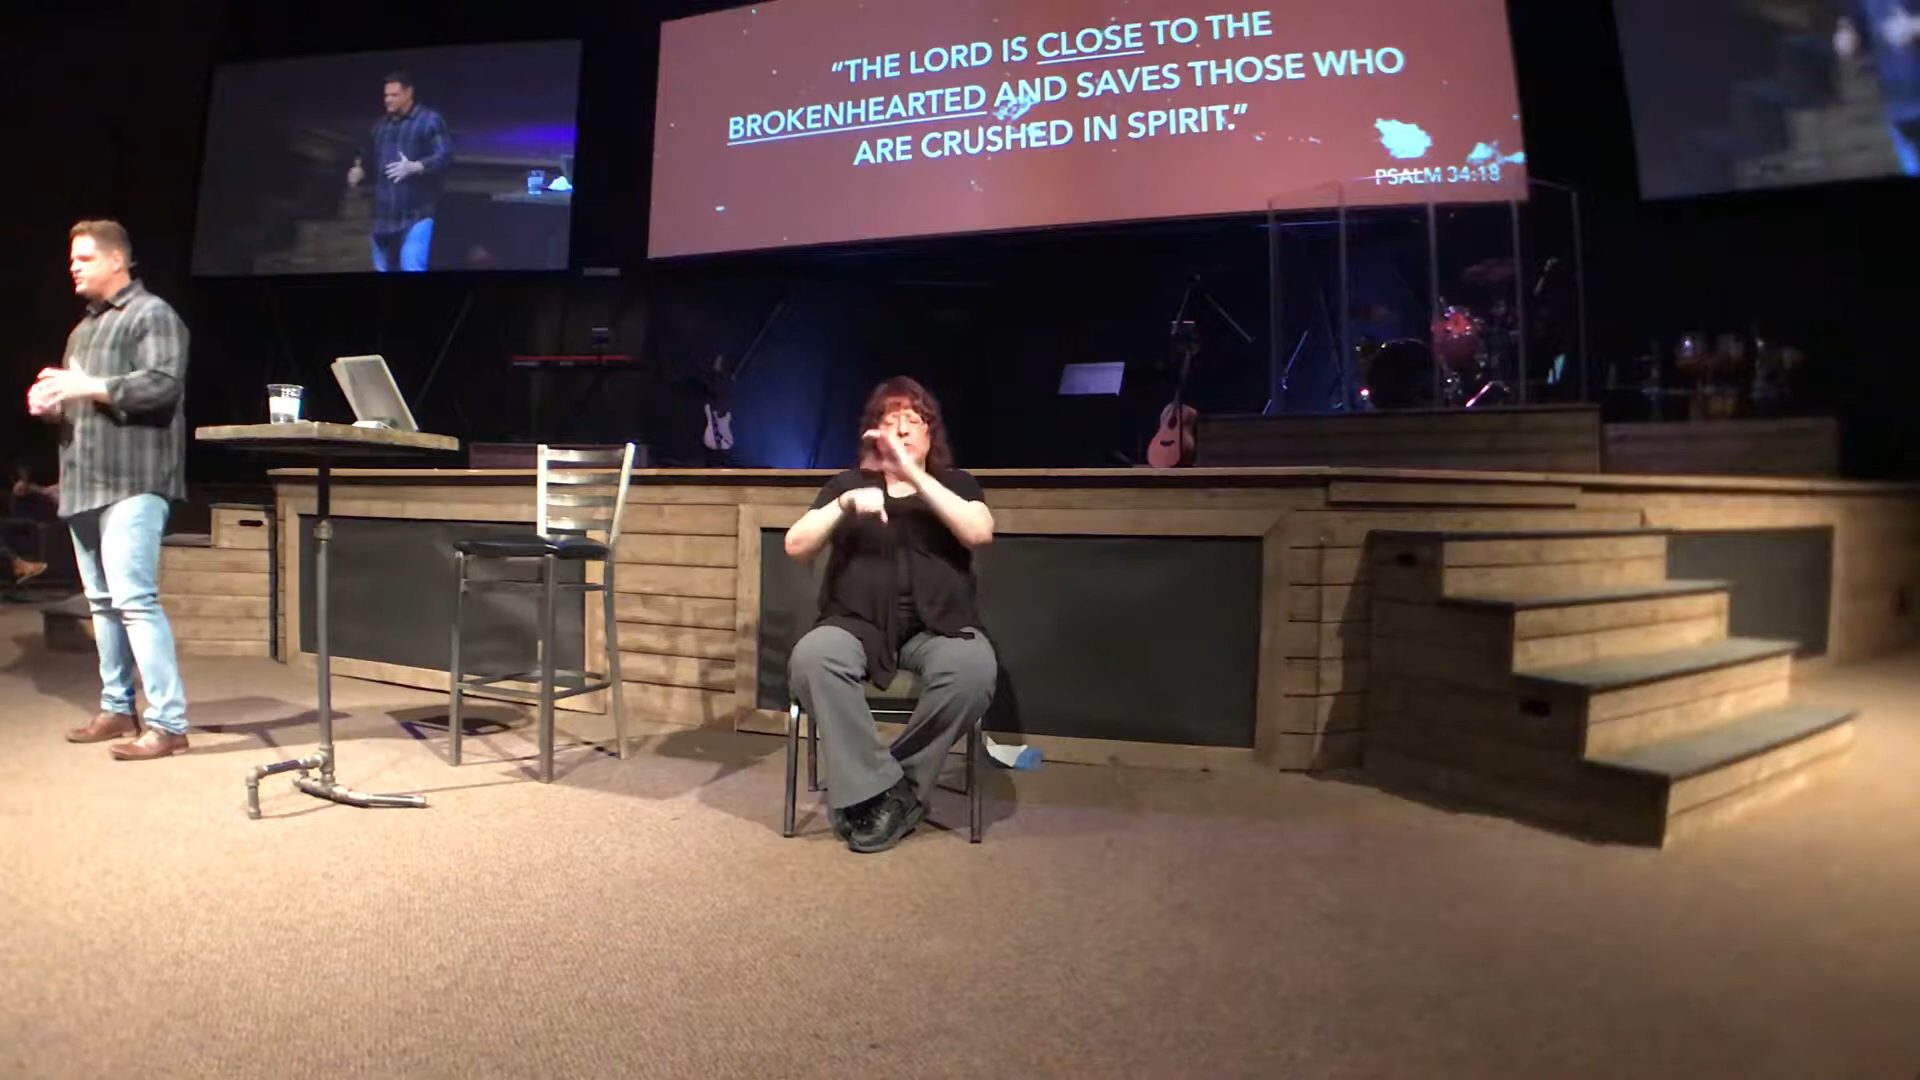 “THE LORD IS CLOSE TO THE
BROKENHEARTED AND SAVES THOSE WHO
ARE CRUSHED IN SPIRIT.”
PSALM 34:18